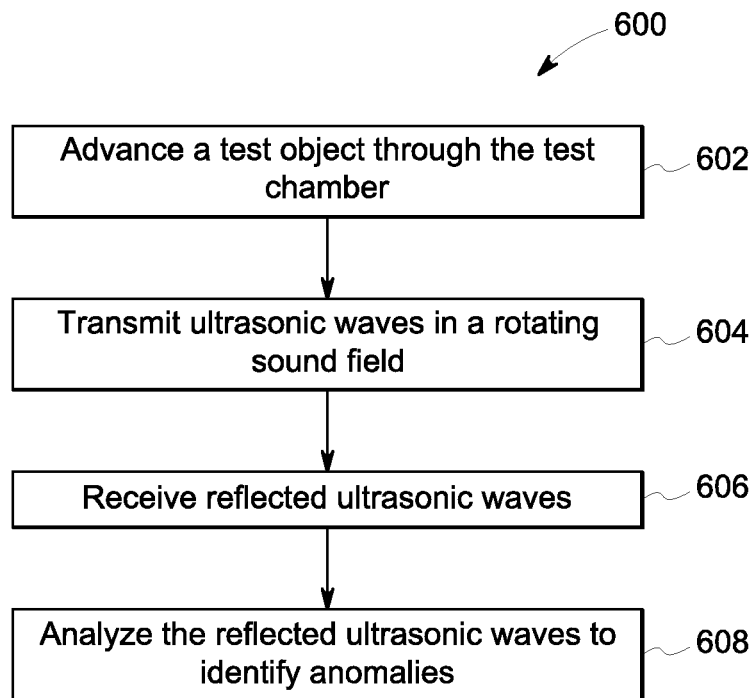 600
Advance a test object through the test
chamber
602
Transmit ultrasonic waves in a rotating
sound field
604
Receive reflected ultrasonic waves
606
Analyze the reflected ultrasonic waves to
identify anomalies
608